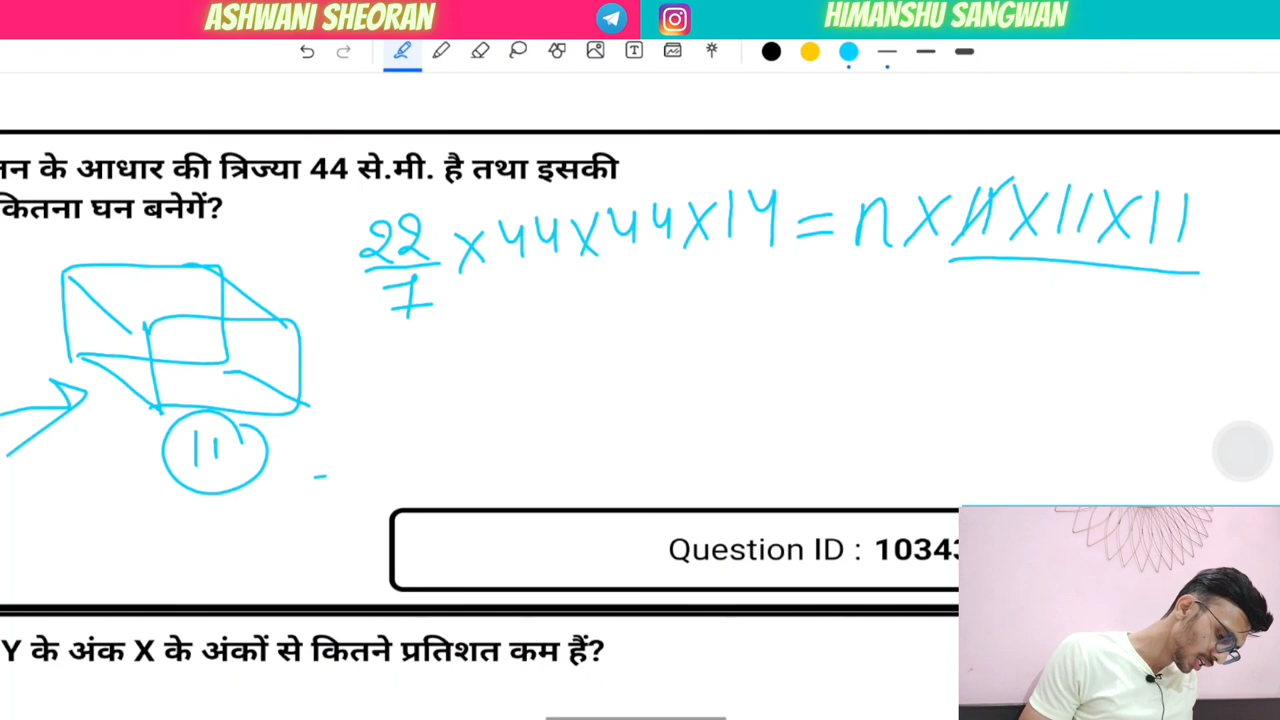 ASHWANI SHEORAN
HIMANSHU SANGWAN
के आधार की त्रिज्या 44 से.मी. है तथा इसकी
कितना घन बनेगें?
22/7 × 44 × 44 × 14 = n × 11 × 11 × 11
11
Question ID : 1034
Y के अंक X के अंकों से कितने प्रतिशत कम हैं?